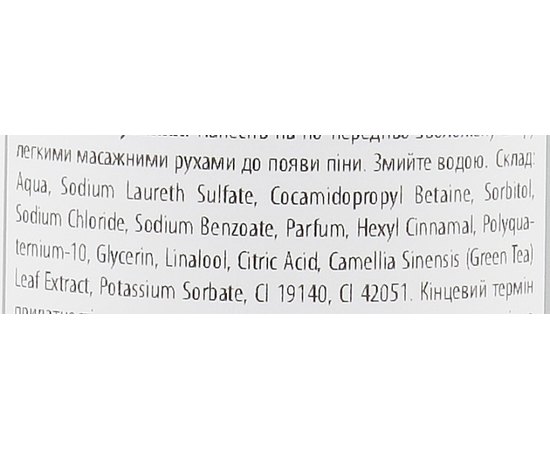 легкими масажними рухами до появи піни. Змийте водою. Склад:
Aqua, Sodium Laureth Sulfate, Cocamidopropyl Betaine, Sorbitol,
Sodium Chloride, Sodium Benzoate, Parfum, Hexyl Cinnamal, Polyqua-
ternium-10, Glycerin, Linalool, Citric Acid, Camellia Sinensis (Green Tea)
Leaf Extract, Potassium Sorbate, CI 19140, CI 42051. Кінцевий термін